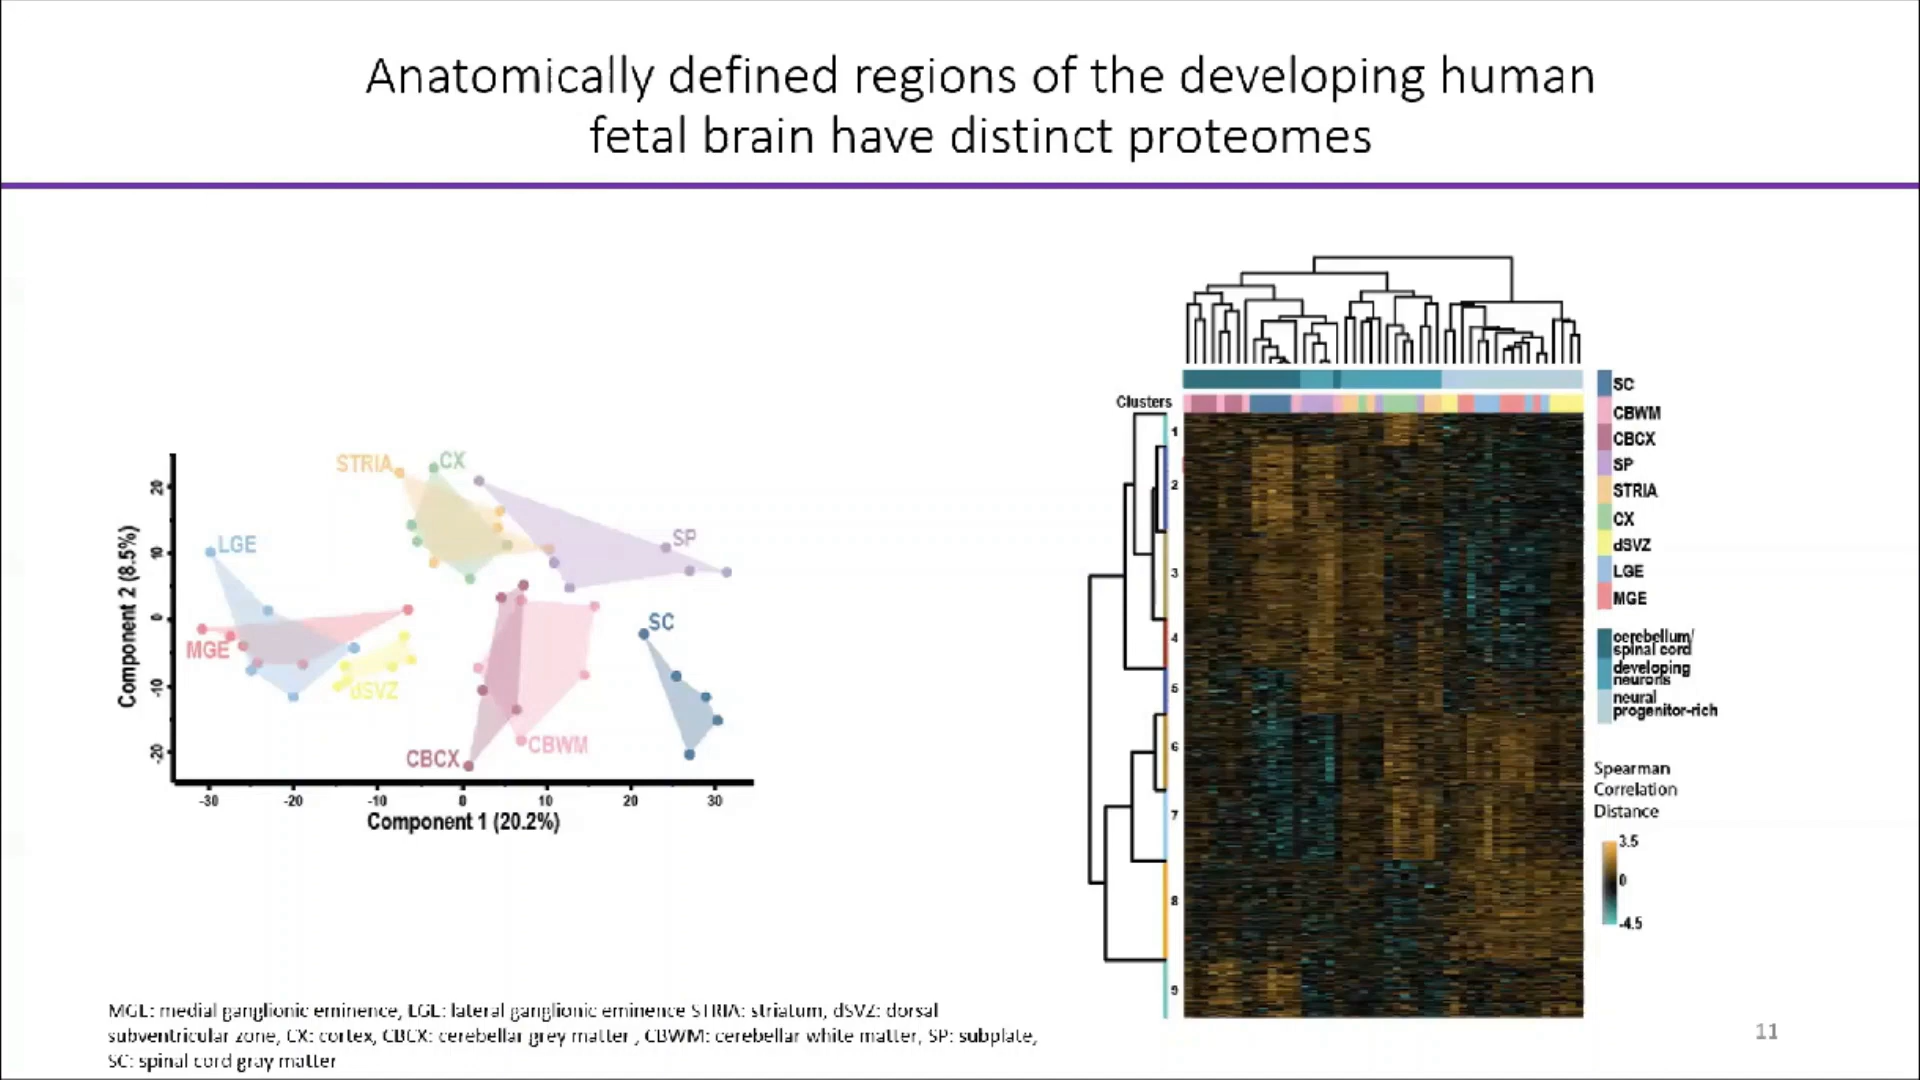 Anatomically defined regions of the developing human
fetal brain have distinct proteomes
STRIA
CX
LGE
SP
MGE
dSVZ
SC
CBCX
CBWM
Component 2 (8.5%)
20
10
0
-10
-20
-30
-20
-10
0
10
20
30
Component 1 (20.2%)
Clusters
1
2
3
4
5
6
7
8
9
SC
CBWM
CBCX
SP
STRIA
CX
dSVZ
LGE
MGE
cerebellum/
spinal cord
developing
neurons
neural
progenitor-rich
Spearman
Correlation
Distance
3.5
0
-4.5
MGE: medial ganglionic eminence, LGE: lateral ganglionic eminence STRIA: striatum, dSVZ: dorsal
subventricular zone, CX: cortex, CBCX: cerebellar grey matter , CBWM: cerebellar white matter, SP: subplate,
SC: spinal cord gray matter
11